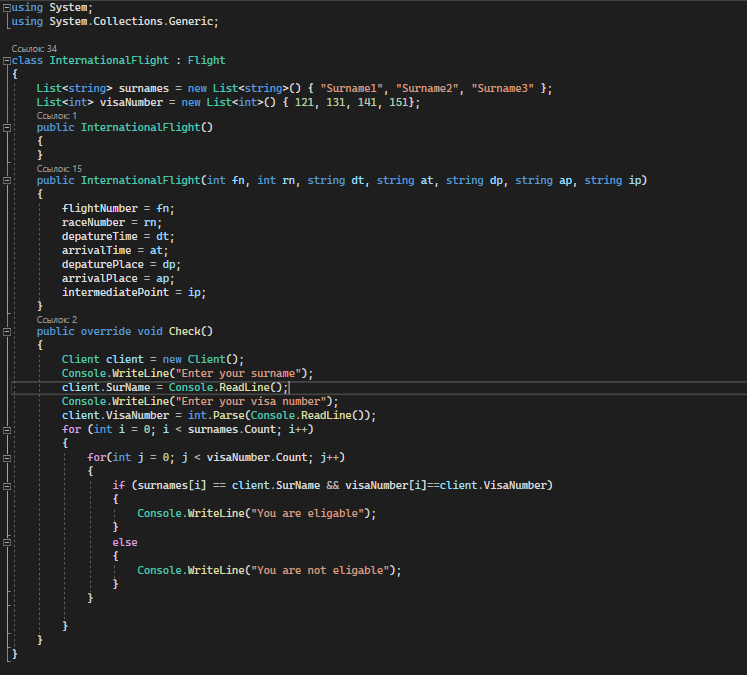 using System;
using System.Collections.Generic;
Ссылок: 34
class InternationalFlight : Flight
{
List<string> surnames = new List<string>() { "Surname1", "Surname2", "Surname3" };
List<int> visaNumber = new List<int>() { 121, 131, 141, 151};
Ссылок: 1
public InternationalFlight()
{
}
Ссылок: 15
public InternationalFlight(int fn, int rn, string dt, string at, string dp, string ap, string ip)
{
flightNumber = fn;
raceNumber = rn;
depatureTime = dt;
arrivalTime = at;
depaturePlace = dp;
arrivalPlace = ap;
intermediatePoint = ip;
}
Ссылок: 2
public override void Check()
{
Client client = new Client();
Console.WriteLine("Enter your surname");
client.SurName = Console.ReadLine();
Console.WriteLine("Enter your visa number");
client.VisaNumber = int.Parse(Console.ReadLine());
for (int i = 0; i < surnames.Count; i++)
{
for(int j = 0; j < visaNumber.Count; j++)
{
if (surnames[i] == client.SurName && visaNumber[i]==client.VisaNumber)
{
Console.WriteLine("You are eligable");
}
else
{
Console.WriteLine("You are not eligable");
}
}
}
}
}